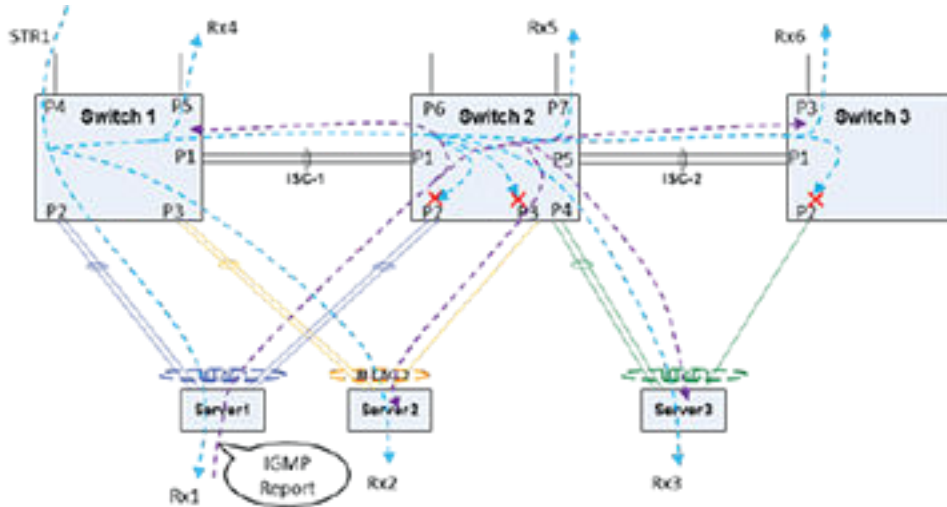 STR1
Rx4
Rx5
Rx6
P4
P5
Switch 1
P6
Switch 2
P7
P3
Switch 3
P1
ISC-1
P1
P5
ISC-2
P1
P2
P3
P2
P3
P4
P2
Server1
Server2
Server3
IGMP
Report
Rx1
Rx2
Rx3